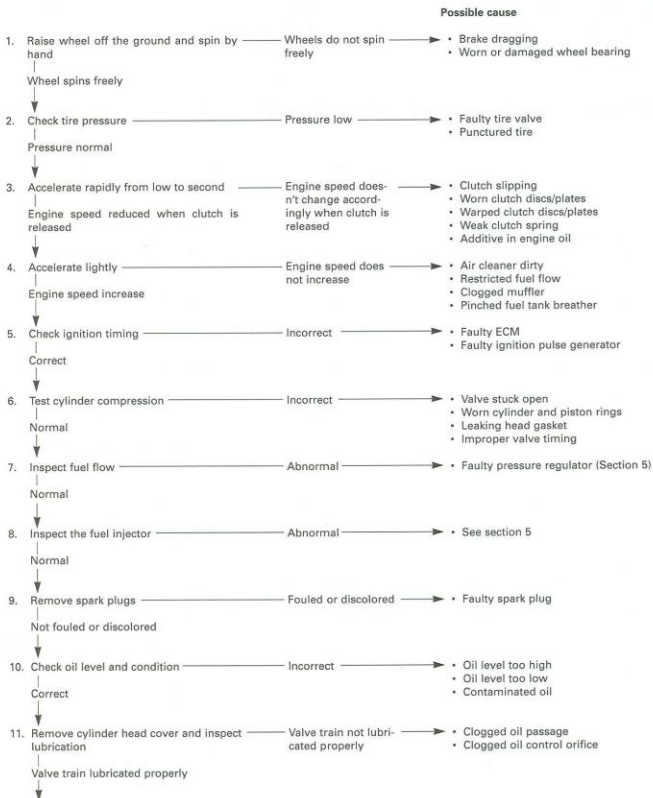 Possible cause
1. Raise wheel off the ground and spin by
hand
Wheels do not spin
freely
• Brake dragging
• Worn or damaged wheel bearing
Wheel spins freely
2. Check tire pressure
Pressure low
• Faulty tire valve
• Punctured tire
Pressure normal
3. Accelerate rapidly from low to second
Engine speed does-
n't change accord-
ingly when clutch is
released
• Clutch slipping
• Worn clutch discs/plates
• Warped clutch discs/plates
• Weak clutch spring
• Additive in engine oil
Engine speed reduced when clutch is
released
4. Accelerate lightly
Engine speed does
not increase
• Air cleaner dirty
• Restricted fuel flow
• Clogged muffler
• Pinched fuel tank breather
Engine speed increase
5. Check ignition timing
Incorrect
• Faulty ECM
• Faulty ignition pulse generator
Correct
6. Test cylinder compression
Incorrect
• Valve stuck open
• Worn cylinder and piston rings
• Leaking head gasket
• Improper valve timing
Normal
7. Inspect fuel flow
Abnormal
• Faulty pressure regulator (Section 5)
Normal
8. Inspect the fuel injector
Abnormal
• See section 5
Normal
9. Remove spark plugs
Fouled or discolored
• Faulty spark plug
Not fouled or discolored
10. Check oil level and condition
Incorrect
• Oil level too high
• Oil level too low
• Contaminated oil
Correct
11. Remove cylinder head cover and inspect
lubrication
Valve train not lubri-
cated properly
• Clogged oil passage
• Clogged oil control orifice
Valve train lubricated properly